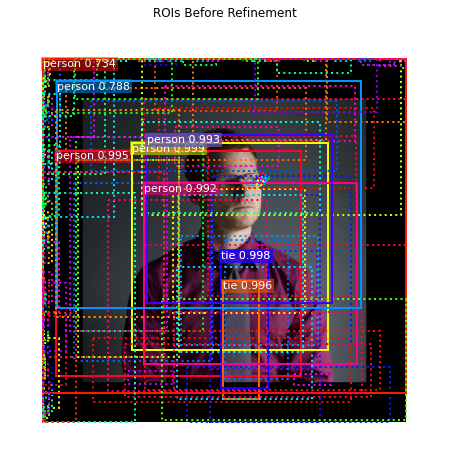 ROIs Before Refinement
person 0.734
person 0.788
person 0.993
person 0.999
person 0.995
person 0.992
tie 0.998
tie 0.996